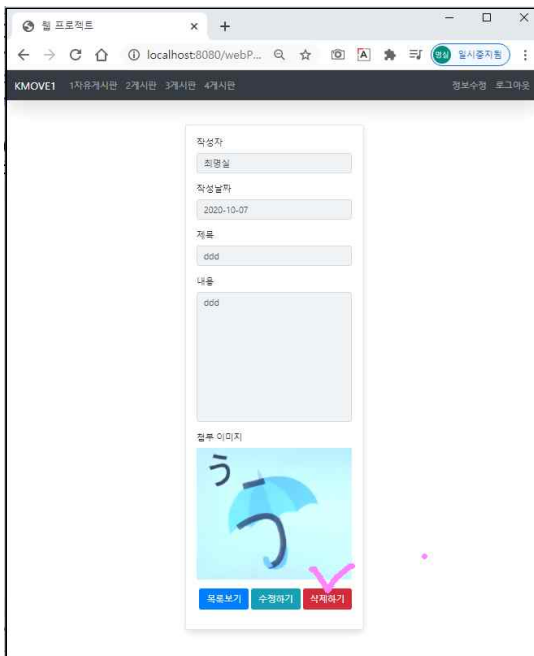 웹 프로젝트
localhost:8080/webP...
명실 일시중지됨
KMOVE1 1자유게시판 2게시판 3게시판 4게시판 정보수정 로그아웃
작성자
최명실
작성날짜
2020-10-07
제목
ddd
내용
ddd
첨부 이미지
う
う
목록보기 수정하기 삭제하기